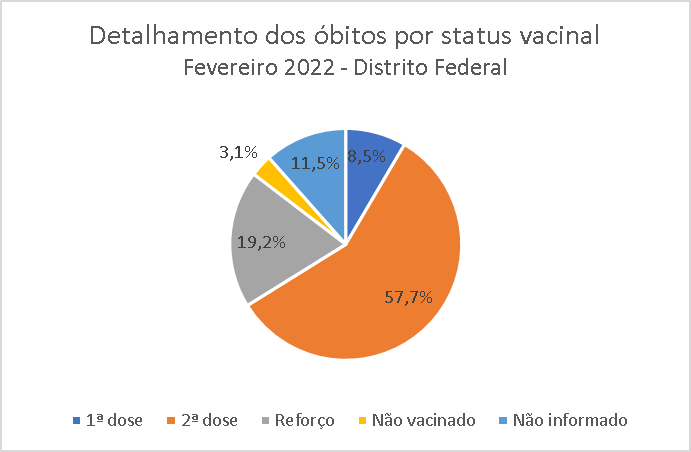 Detalhamento dos óbitos por status vacinal
Fevereiro 2022 - Distrito Federal
3,1%
11,5%
8,5%
19,2%
57,7%
1ª dose
2ª dose
Reforço
Não vacinado
Não informado